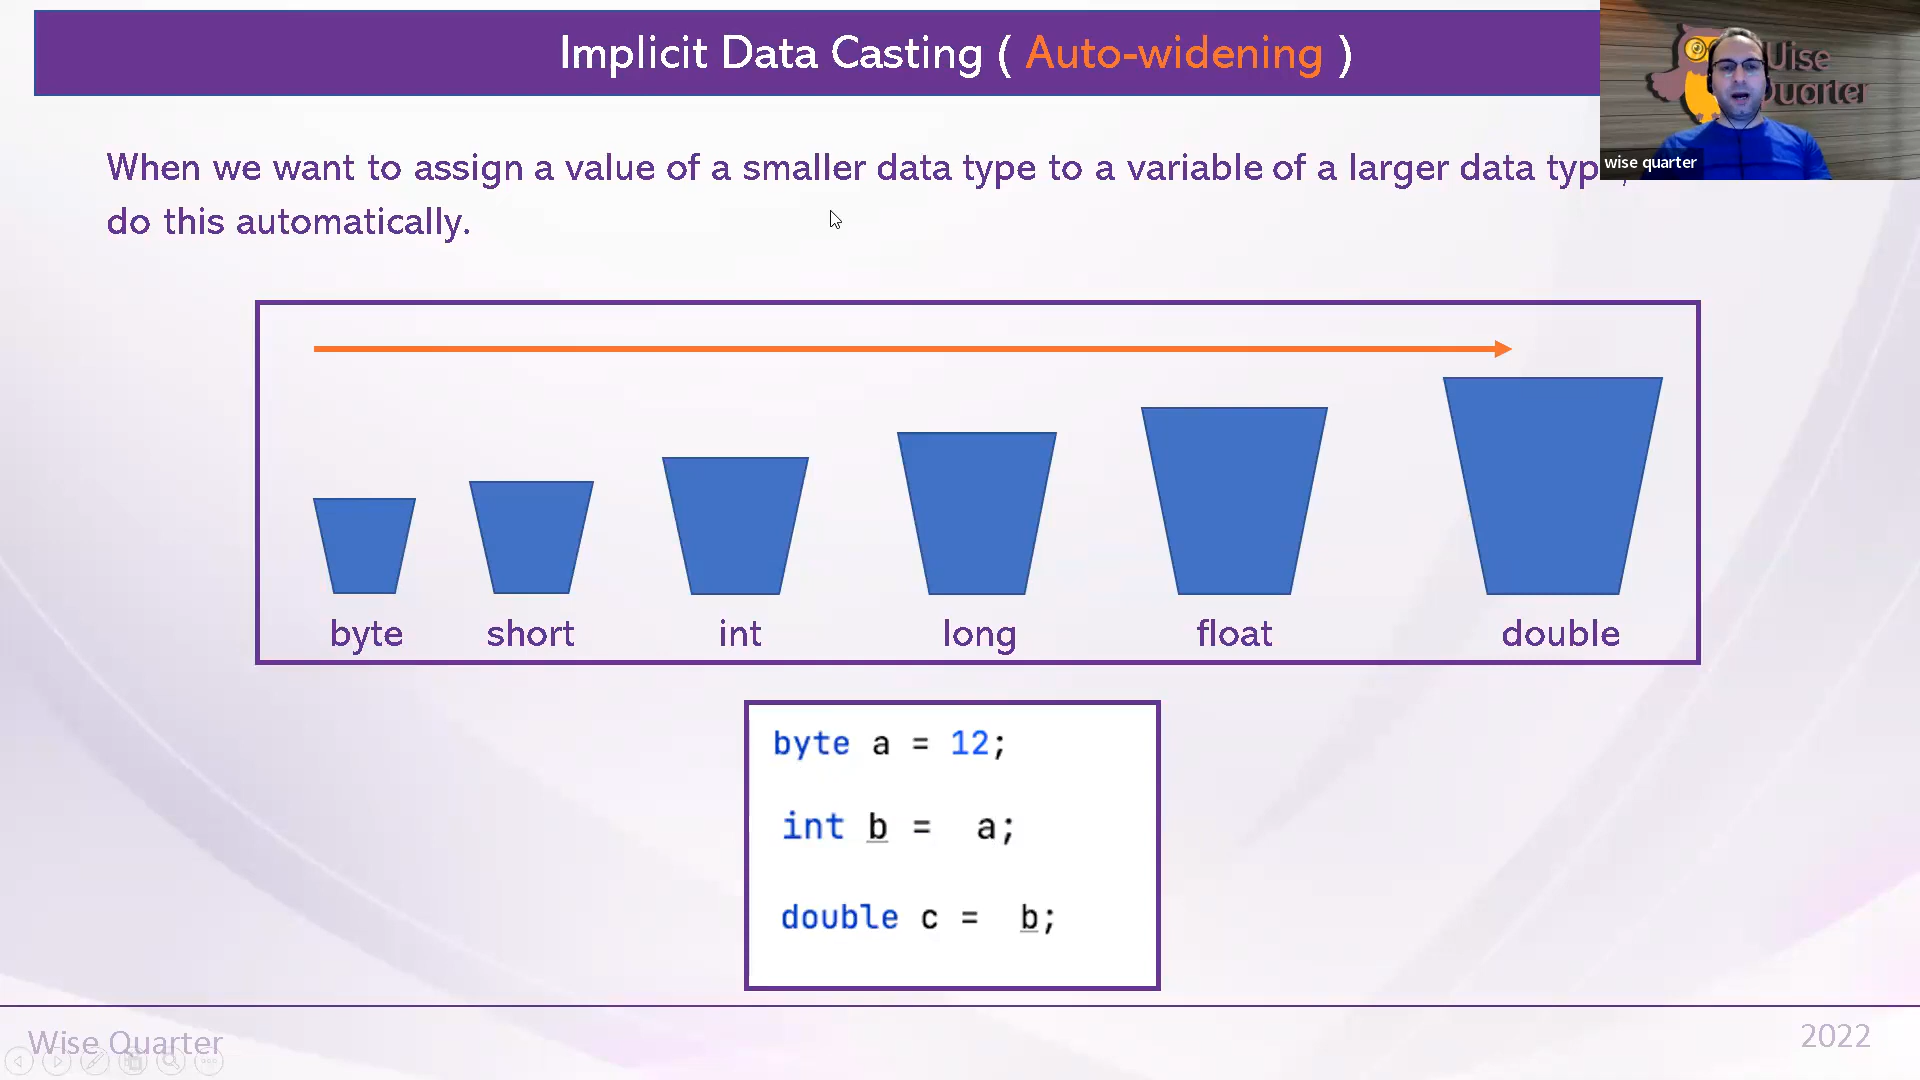 Implicit Data Casting ( Auto-widening )
Wise
Quarter
wise quarter
When we want to assign a value of a smaller data type to a variable of a larger data
do this automatically.
byte short int long float double
byte a = 12;
int b = a;
double c = b;
Wise Quarter
2022